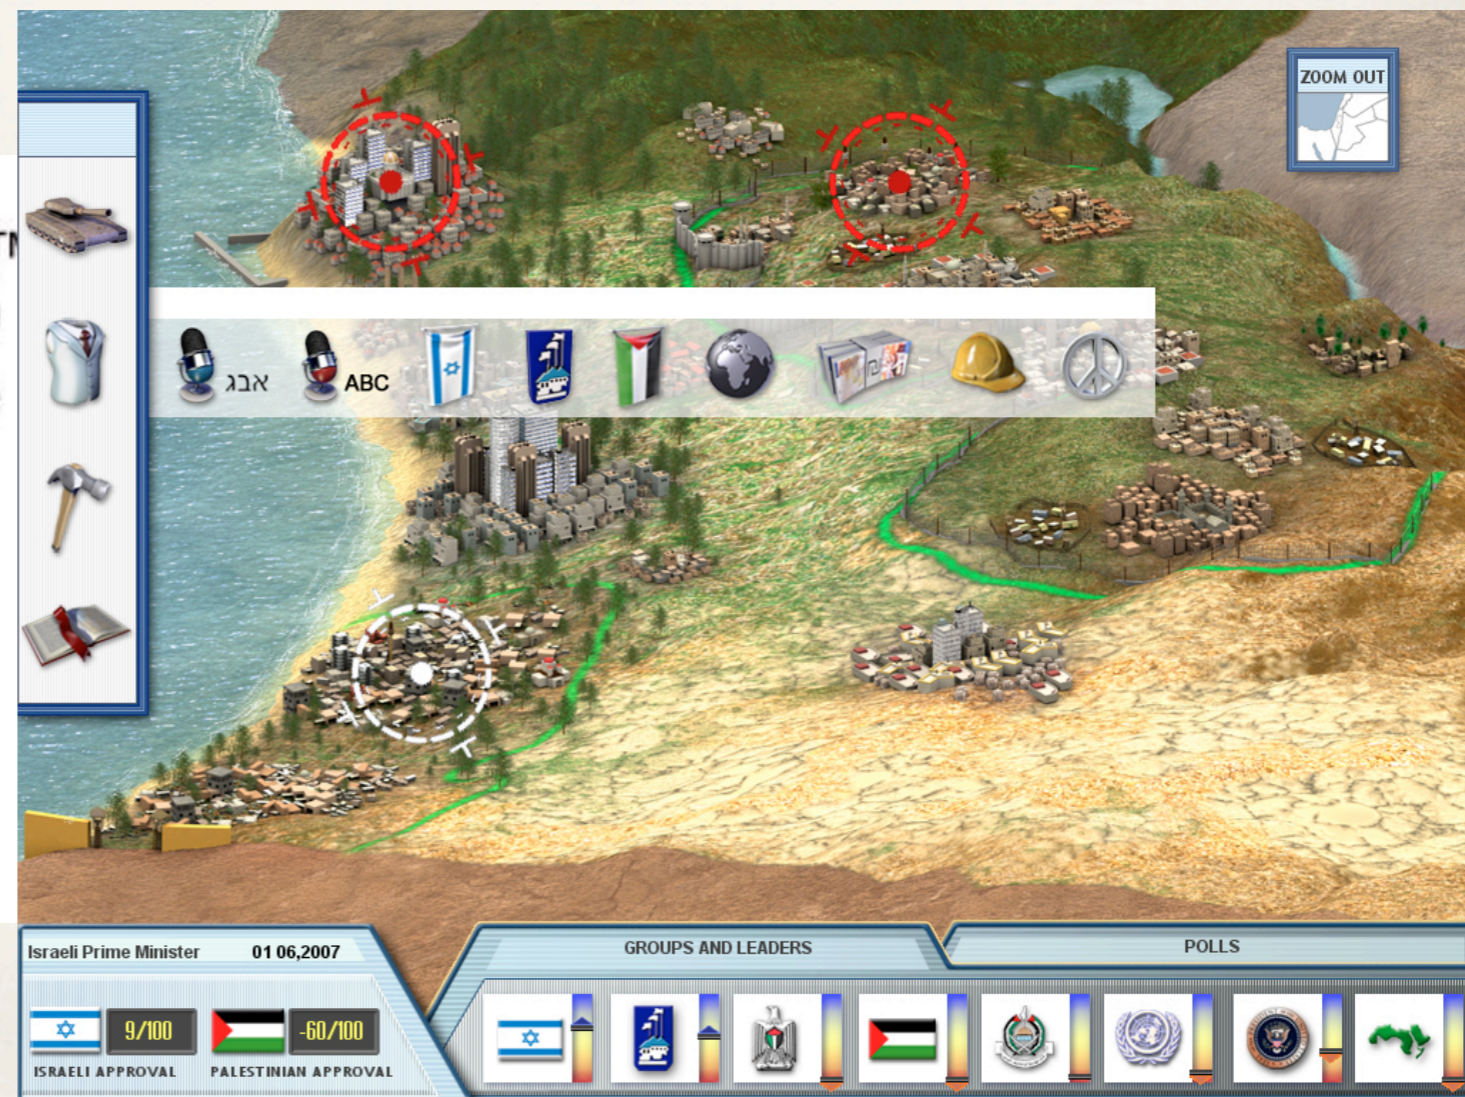 ZOOM OUT
אבג
ABC
Israeli Prime Minister
01 06,2007
GROUPS AND LEADERS
POLLS
9/100
-60/100
ISRAELI APPROVAL
PALESTINIAN APPROVAL